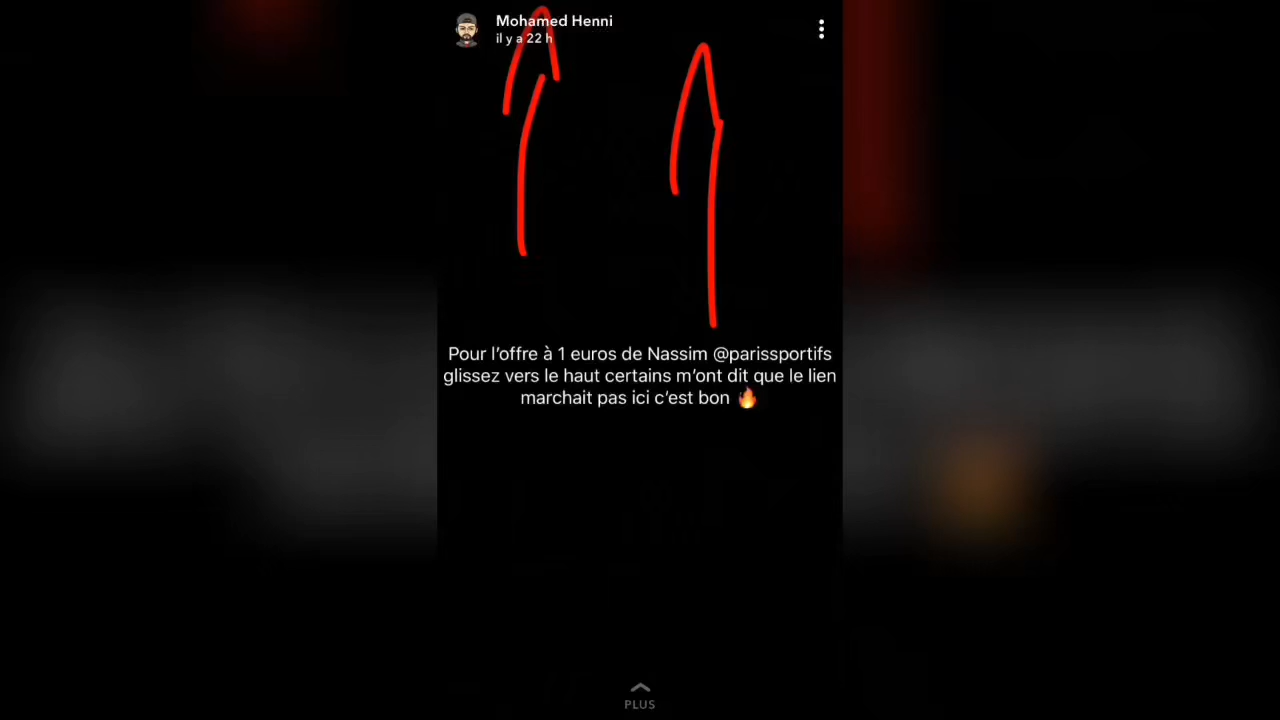 Mohamed Henni
il y a 22 h
Pour l’offre à 1 euros de Nassim @parissportifs
glissez vers le haut certains m’ont dit que le lien
marchait pas ici c’est bon 🔥
PLUS